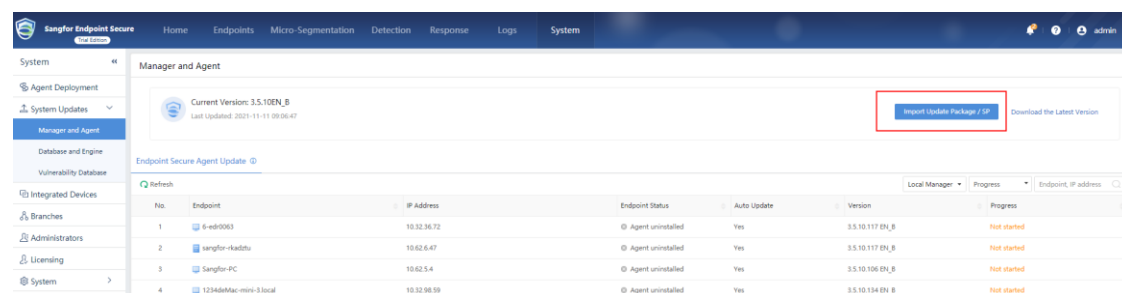 Sangfor Endpoint Secure
Trial Edition
Home Endpoints Micro-Segmentation Detection Response Logs System
admin
System
Manager and Agent
Agent Deployment
System Updates
Manager and Agent
Database and Engine
Vulnerability Database
Integrated Devices
Branches
Administrators
Licensing
System
Current Version: 3.5.10EN_B
Last Updated: 2021-11-11 09:06:47
Import Update Package / SP
Download the Latest Version
Endpoint Secure Agent Update
Refresh
Local Manager Progress Endpoint, IP address
No. Endpoint IP Address Endpoint Status Auto Update Version Progress
1 6-edr0063 10.32.36.72 Agent uninstalled Yes 3.5.10.117 EN_B Not started
2 sangfor-rkadztu 10.62.6.47 Agent uninstalled Yes 3.5.10.117 EN_B Not started
3 Sangfor-PC 10.62.5.4 Agent uninstalled Yes 3.5.10.106 EN_B Not started
4 1234deMac-mini-3.local 10.32.98.59 Agent uninstalled Yes 3.5.10.134 EN_B Not started